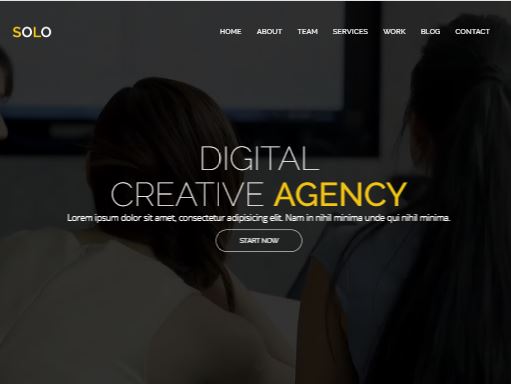 SOLO
HOME ABOUT TEAM SERVICES WORK BLOG CONTACT
DIGITAL
CREATIVE AGENCY
Lorem ipsum dolor sit amet, consectetur adipisicing elit. Nam in nihil minima unde qui nihil minima.
START NOW